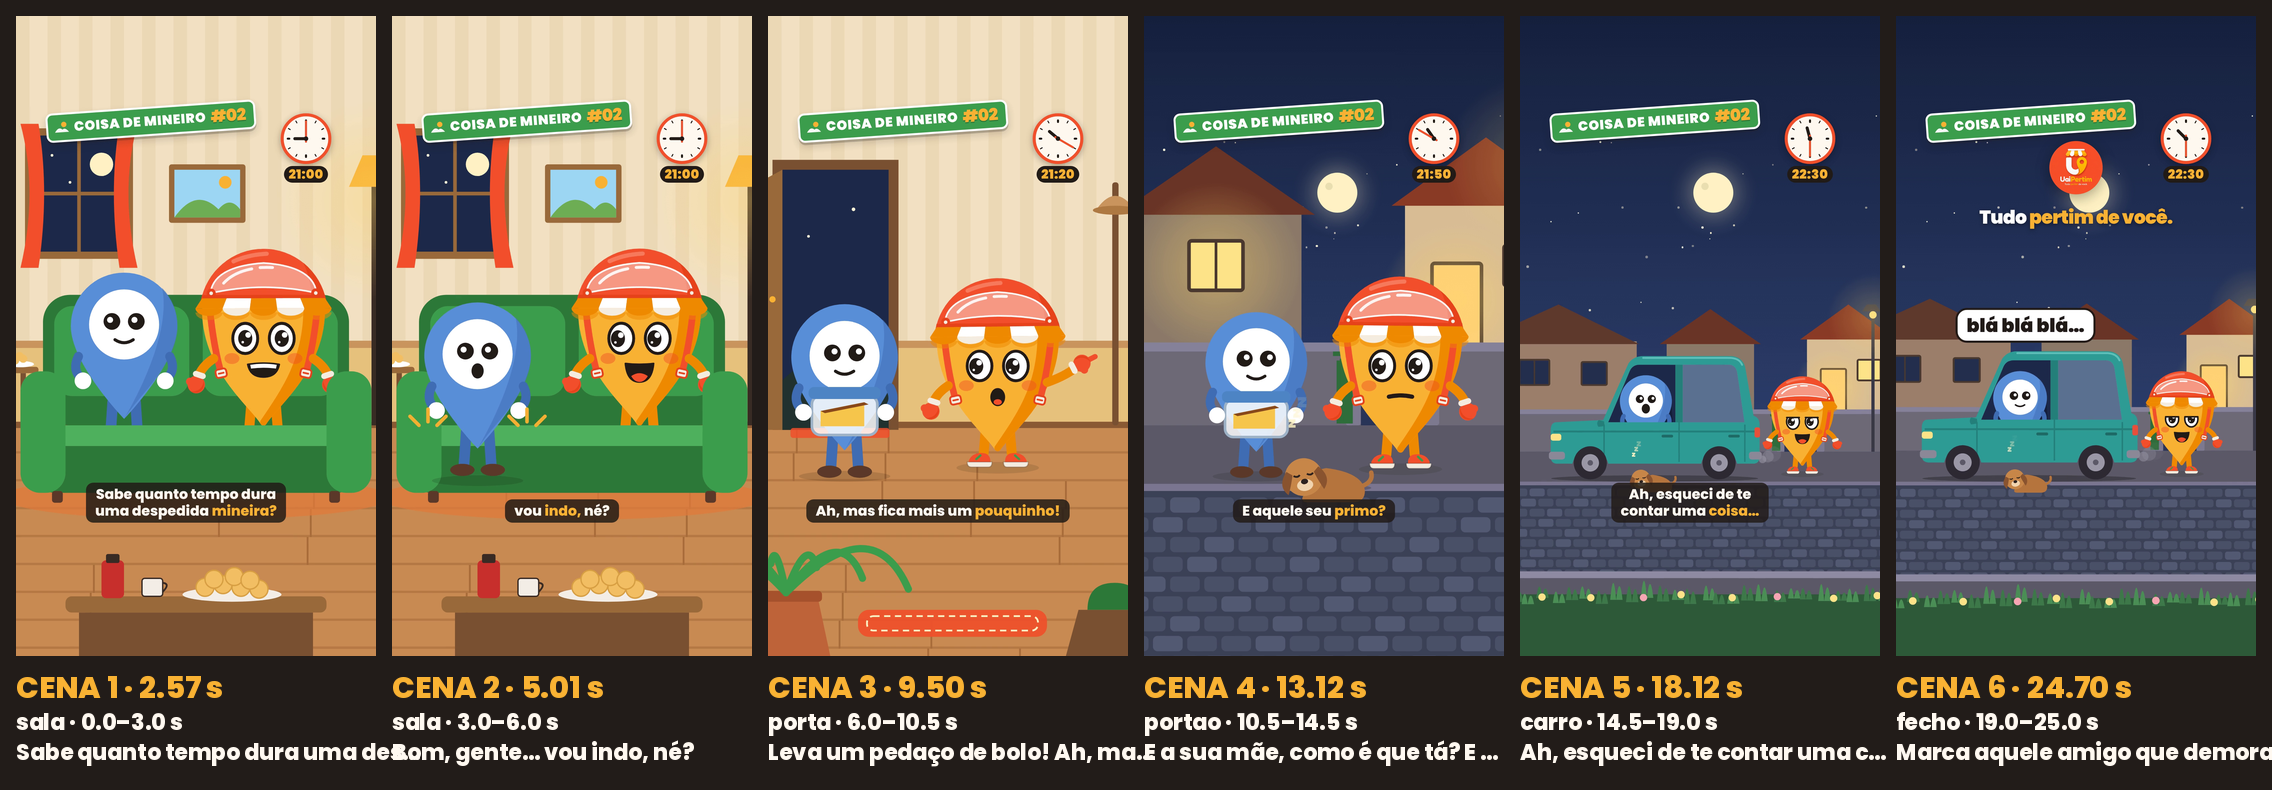 COISA DE MINEIRO #02
21:00
Sabe quanto tempo dura
uma despedida mineira?
CENA 1 · 2.57 s
sala · 0.0–3.0 s
Sabe quanto tempo dura uma des...
COISA DE MINEIRO #02
21:00
vou indo, né?
CENA 2 · 5.01 s
sala · 3.0–6.0 s
Bom, gente... vou indo, né?
COISA DE MINEIRO #02
21:20
Ah, mas fica mais um pouquinho!
CENA 3 · 9.50 s
porta · 6.0–10.5 s
Leva um pedaço de bolo! Ah, ma...
COISA DE MINEIRO #02
21:50
E aquele seu primo?
CENA 4 · 13.12 s
portao · 10.5–14.5 s
E a sua mãe, como é que tá? E ...
COISA DE MINEIRO #02
22:30
Ah, esqueci de te
contar uma coisa...
CENA 5 · 18.12 s
carro · 14.5–19.0 s
Ah, esqueci de te contar uma c...
COISA DE MINEIRO #02
22:30
UaiPertim
Tudo pertim de você.
blá blá blá...
CENA 6 · 24.70 s
fecho · 19.0–25.0 s
Marca aquele amigo que demora